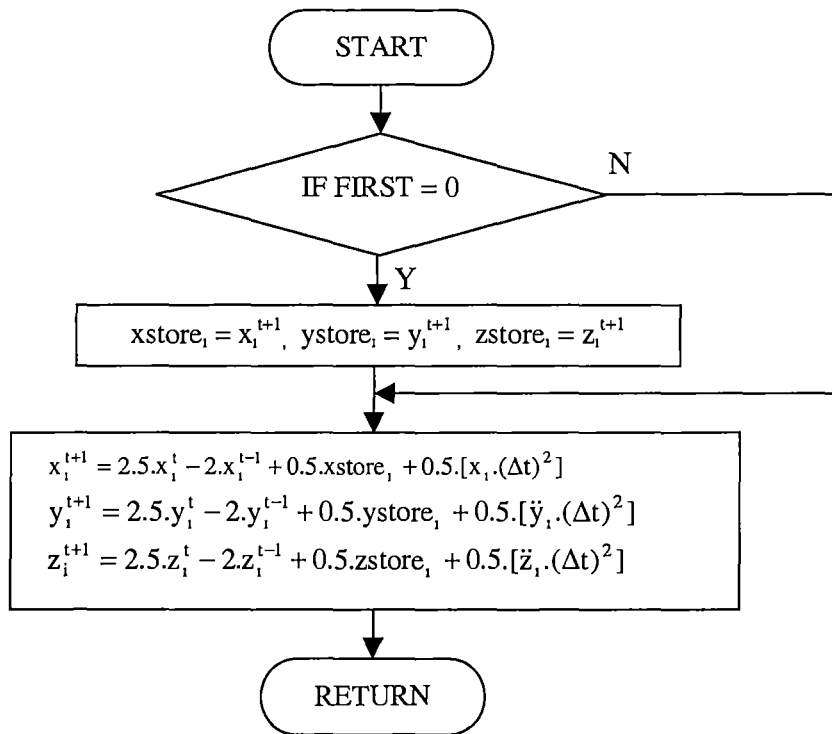 START
IF FIRST = 0
N
Y
xstore₁ = x₁ᵗ⁺¹, ystore₁ = y₁ᵗ⁺¹, zstore₁ = z₁ᵗ⁺¹
x₁ᵗ⁺¹ = 2.5.x₁ᵗ − 2.x₁ᵗ⁻¹ + 0.5.xstore₁ + 0.5.[x₁.(Δt)²]
y₁ᵗ⁺¹ = 2.5.y₁ᵗ − 2.y₁ᵗ⁻¹ + 0.5.ystore₁ + 0.5.[ÿ₁.(Δt)²]
zᵢᵗ⁺¹ = 2.5.z₁ᵗ − 2.z₁ᵗ⁻¹ + 0.5.zstore₁ + 0.5.[z̈₁.(Δt)²]
RETURN